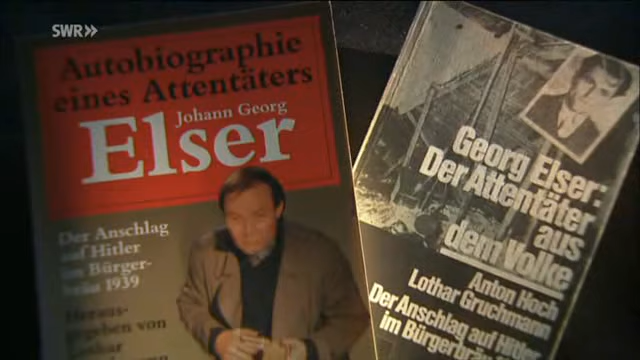 SWR»
Autobiographie
eines Attentäters
Johann Georg
Elser
Der Anschlag
auf Hitler
im Bürger-
bräu 1939
Heraus-
gegeben von
Lothar
Georg Elser:
Der Attentäter
aus
dem Volke
Anton Hoch
Lothar Gruchmann
Der Anschlag auf Hitler
im Bürgerbräu